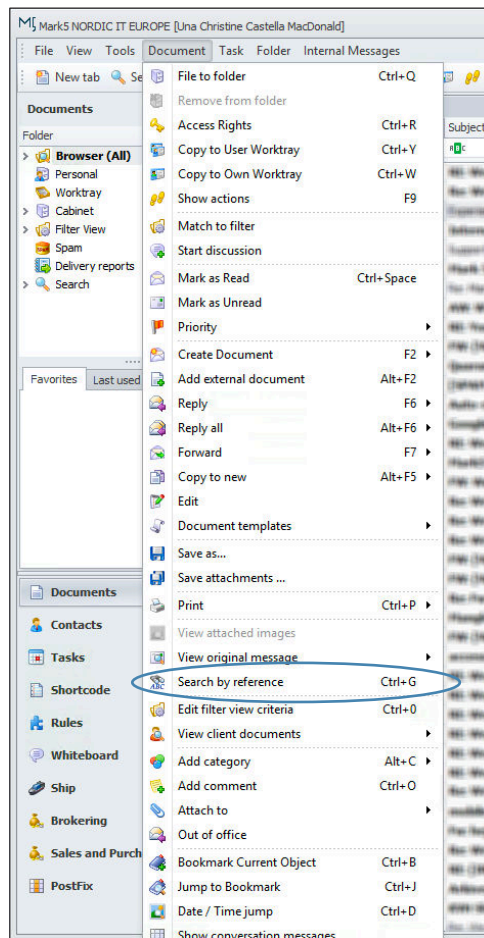 Mark5 NORDIC IT EUROPE [Una Christine Castella MacDonald]
File View Tools Document Task Folder Internal Messages
New tab Se
Documents
Folder
Browser (All)
Personal
Worktray
Cabinet
Filter View
Spam
Delivery reports
Search
Favorites Last used
Documents
Contacts
Tasks
Shortcode
Rules
Whiteboard
Ship
Brokering
Sales and Purch
PostFix
File to folder Ctrl+Q
Remove from folder
Access Rights Ctrl+R
Copy to User Worktray Ctrl+Y
Copy to Own Worktray Ctrl+W
Show actions F9
Match to filter
Start discussion
Mark as Read Ctrl+Space
Mark as Unread
Priority
Create Document F2
Add external document Alt+F2
Reply F6
Reply all Alt+F6
Forward F7
Copy to new Alt+F5
Edit
Document templates
Save as...
Save attachments ...
Print Ctrl+P
View attached images
View original message
ABC Search by reference Ctrl+G
Edit filter view criteria Ctrl+0
View client documents
Add category Alt+C
Add comment Ctrl+O
Attach to
Out of office
Bookmark Current Object Ctrl+B
Jump to Bookmark Ctrl+J
Date / Time jump Ctrl+D
Show conversation messages
Subject